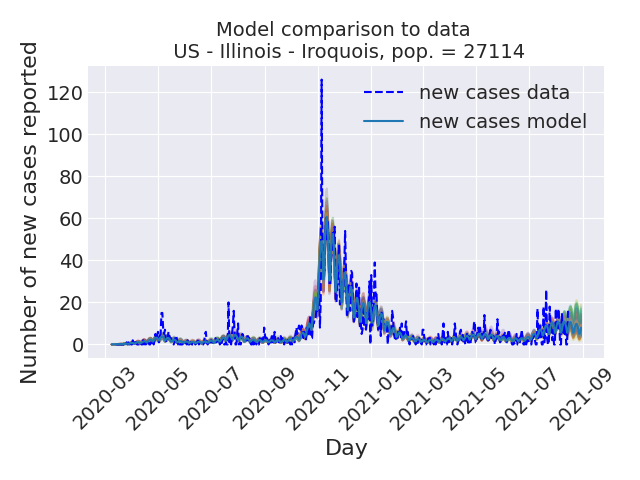 Model comparison to data
US - Illinois - Iroquois, pop. = 27114
Number of new cases reported
120
100
80
60
40
20
0
new cases data
new cases model
2020-03
2020-05
2020-07
2020-09
2020-11
2021-01
2021-03
2021-05
2021-07
2021-09
Day